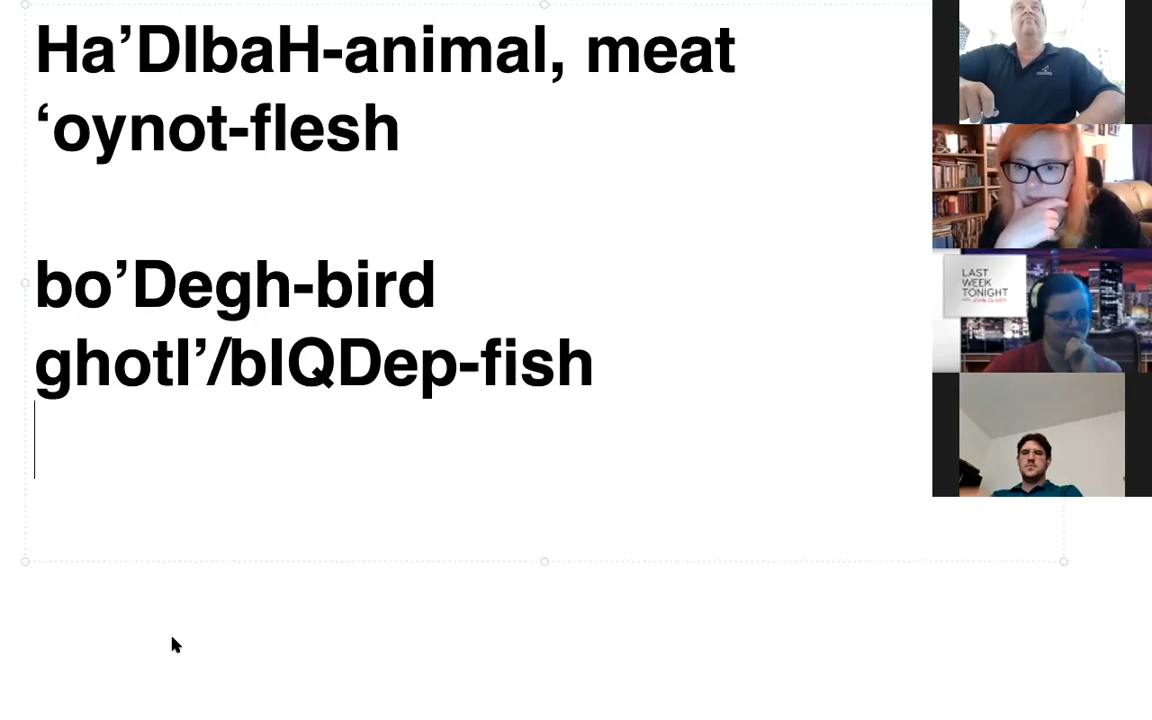 Ha’DIbaH-animal, meat
‘oynot-flesh
bo’Degh-bird
ghotI’/bIQDep-fish
LAST
WEEK
TONIGHT